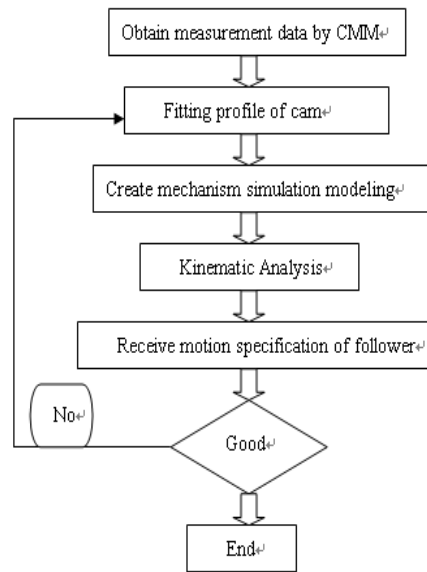 Obtain measurement data by CMM↵
Fitting profile of cam↵
Create mechanism simulation modeling↵
Kinematic Analysis↵
Receive motion specification of follower↵
No↵
Good↵
End↵